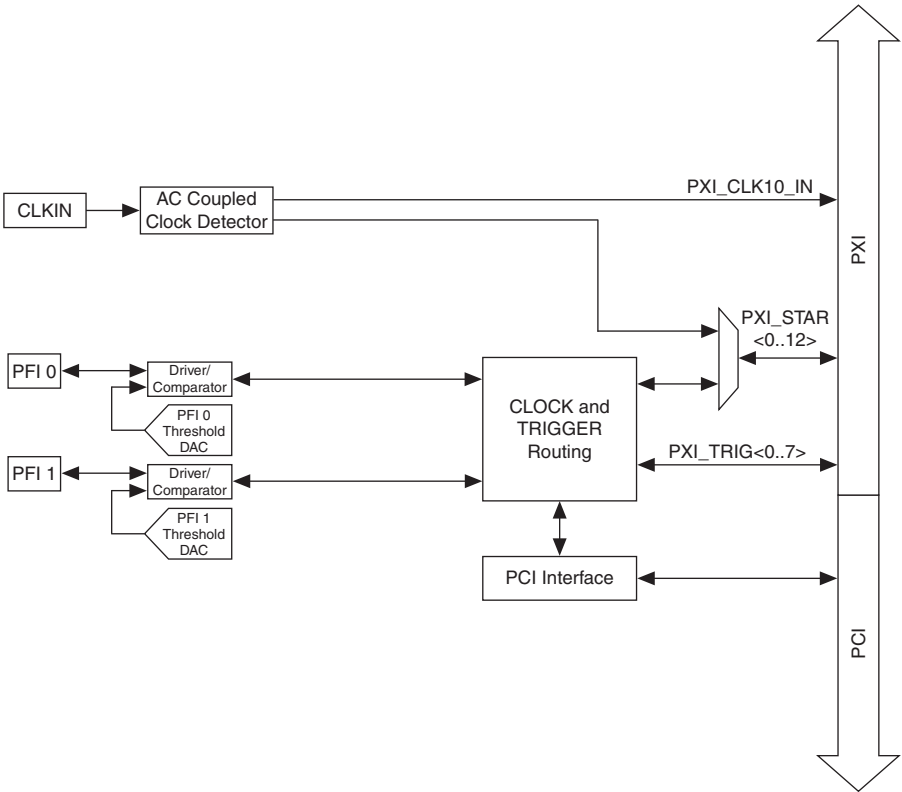 PXI_CLK10_IN
CLKIN
AC Coupled
Clock Detector
PXI
PXI_STAR
<0..12>
PFI 0
Driver/
Comparator
PFI 0
Threshold
DAC
CLOCK and
TRIGGER
Routing
PXI_TRIG<0..7>
PFI 1
Driver/
Comparator
PFI 1
Threshold
DAC
PCI Interface
PCI